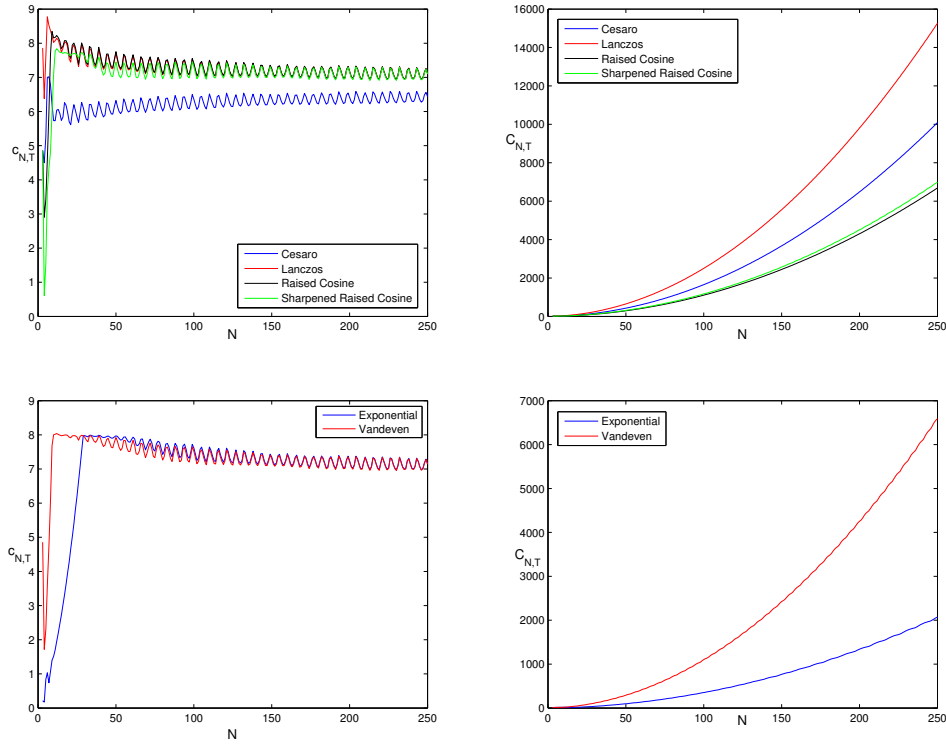 9
8
7
6
5
4
3
2
1
0
c_{N,T}
0 50 100 150 200 250
N
Cesaro
Lanczos
Raised Cosine
Sharpened Raised Cosine
16000
14000
12000
10000
8000
6000
4000
2000
0
C_{N,T}
0 50 100 150 200 250
N
Cesaro
Lanczos
Raised Cosine
Sharpened Raised Cosine
9
8
7
6
5
4
3
2
1
0
c_{N,T}
0 50 100 150 200 250
N
Exponential
Vandeven
7000
6000
5000
4000
3000
2000
1000
0
C_{N,T}
0 50 100 150 200 250
N
Exponential
Vandeven